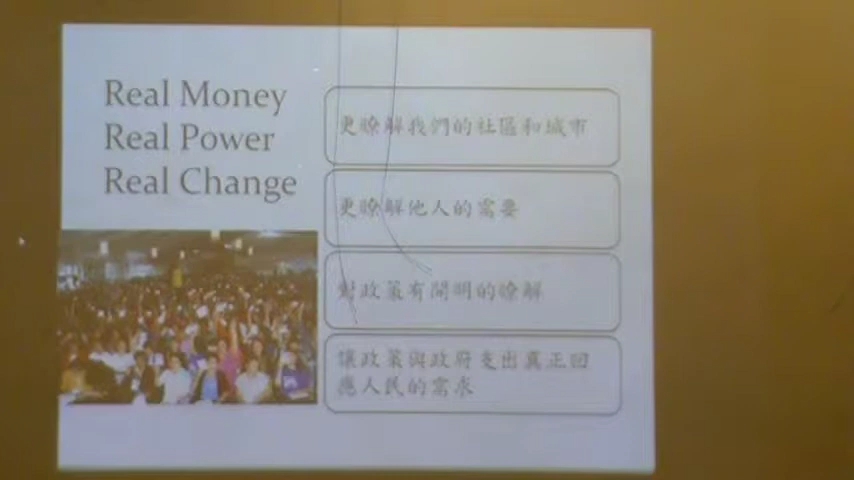 Real Money
Real Power
Real Change
更瞭解我們的社區和城市
更瞭解他人的需要
對政策有開明的瞭解
讓政策與政府支出真正回
應人民的需求